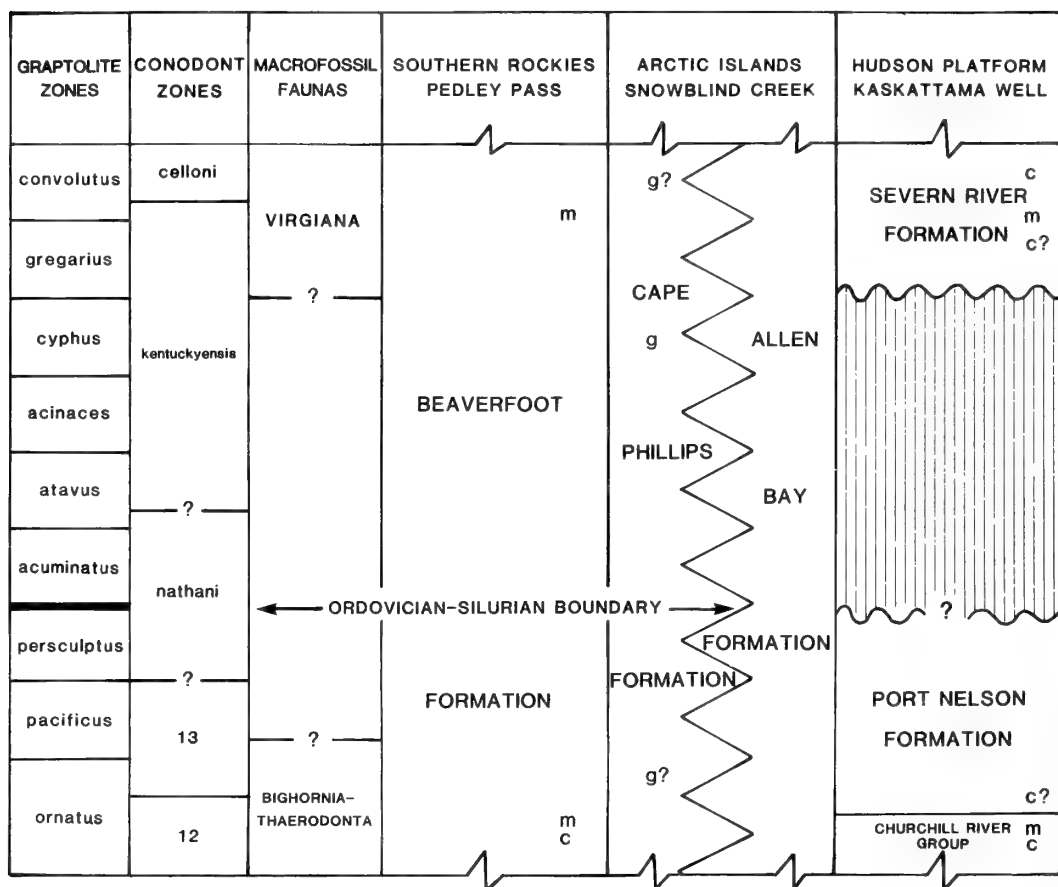 GRAPTOLITE
ZONES
CONODONT
ZONES
MACROFOSSIL
FAUNAS
SOUTHERN ROCKIES
PEDLEY PASS
ARCTIC ISLANDS
SNOWBLIND CREEK
HUDSON PLATFORM
KASKATTAMA WELL
convolutus
gregarius
cyphus
acinaces
atavus
acuminatus
persculptus
pacificus
ornatus
celloni
kentuckyensis
?
nathani
?
13
12
VIRGIANA
?
?
BIGHORNIA-
THAERODONTA
m
BEAVERFOOT
ORDOVICIAN-SILURIAN BOUNDARY
FORMATION
m
c
g?
CAPE
g
PHILLIPS
FORMATION
g?
ALLEN
BAY
FORMATION
c
SEVERN RIVER
m
FORMATION
c?
?
PORT NELSON
FORMATION
c?
CHURCHILL RIVER
GROUP
m
c